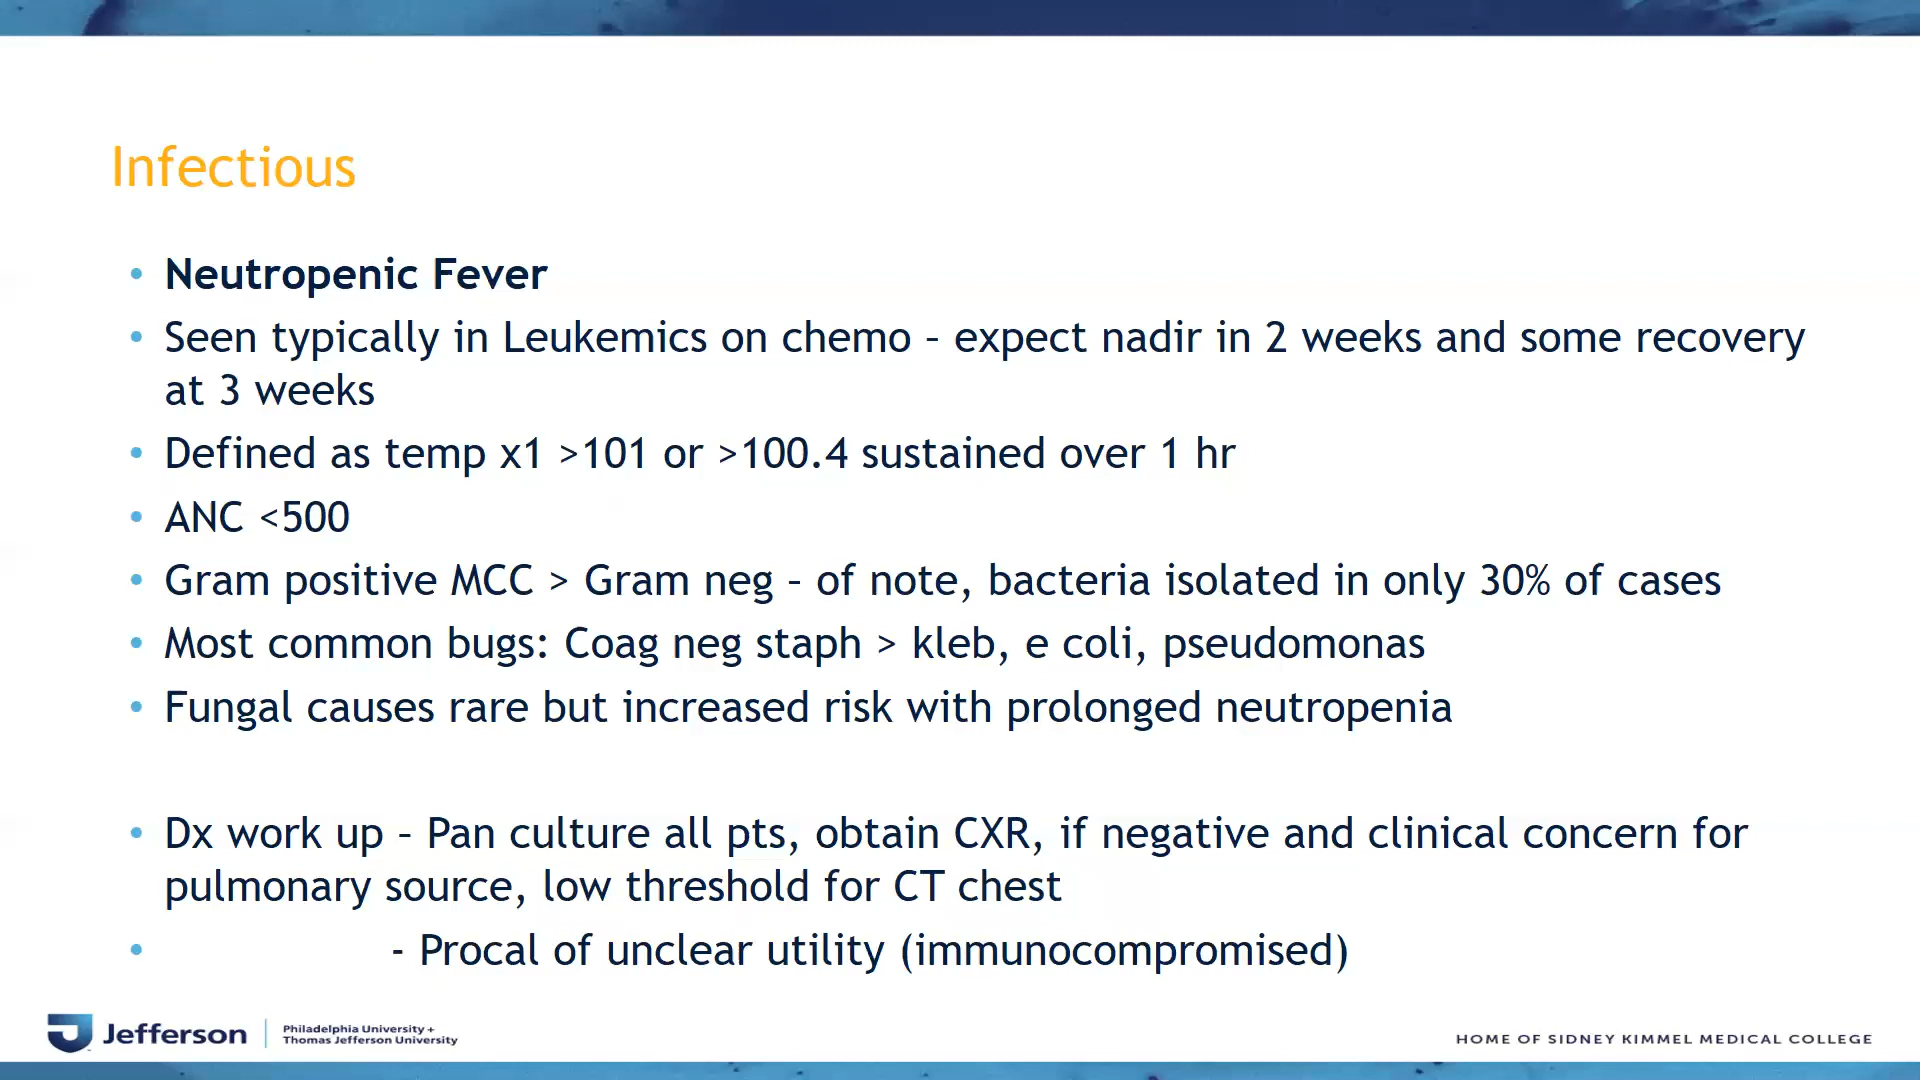 Infectious
• Neutropenic Fever
• Seen typically in Leukemics on chemo – expect nadir in 2 weeks and some recovery
at 3 weeks
• Defined as temp x1 >101 or >100.4 sustained over 1 hr
• ANC <500
• Gram positive MCC > Gram neg – of note, bacteria isolated in only 30% of cases
• Most common bugs: Coag neg staph > kleb, e coli, pseudomonas
• Fungal causes rare but increased risk with prolonged neutropenia
• Dx work up – Pan culture all pts, obtain CXR, if negative and clinical concern for
pulmonary source, low threshold for CT chest
• - Procal of unclear utility (immunocompromised)
Jefferson
Philadelphia University +
Thomas Jefferson University
HOME OF SIDNEY KIMMEL MEDICAL COLLEGE